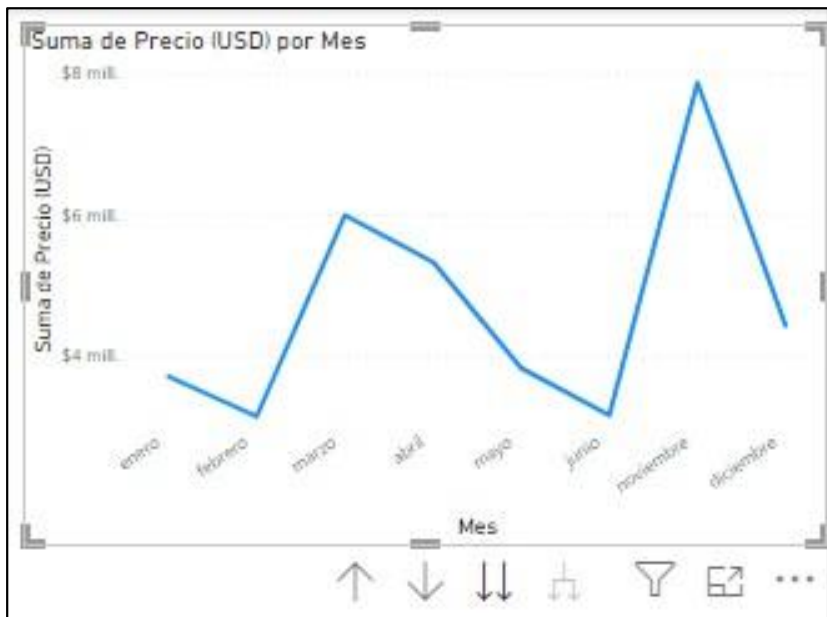 Suma de Precio (USD) por Mes
$8 mill.
$6 mill.
$4 mill.
Suma de Precio (USD)
enero
febrero
marzo
abril
mayo
junio
noviembre
diciembre
Mes